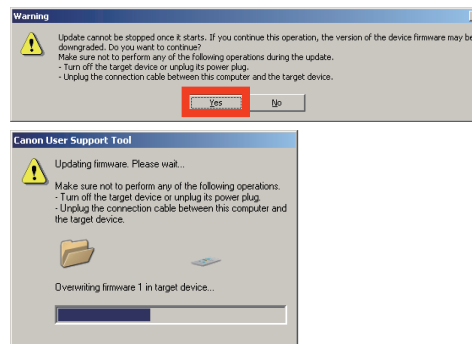 Warning
Update cannot be stopped once it starts. If you continue this operation, the version of the device firmware may be
downgraded. Do you want to continue?
Make sure not to perform any of the following operations during the update.
- Turn off the target device or unplug its power plug.
- Unplug the connection cable between this computer and the target device.
Yes No
Canon User Support Tool
Updating firmware. Please wait...
Make sure not to perform any of the following operations.
- Turn off the target device or unplug its power plug.
- Unplug the connection cable between this computer and
the target device.
Overwriting firmware 1 in target device...